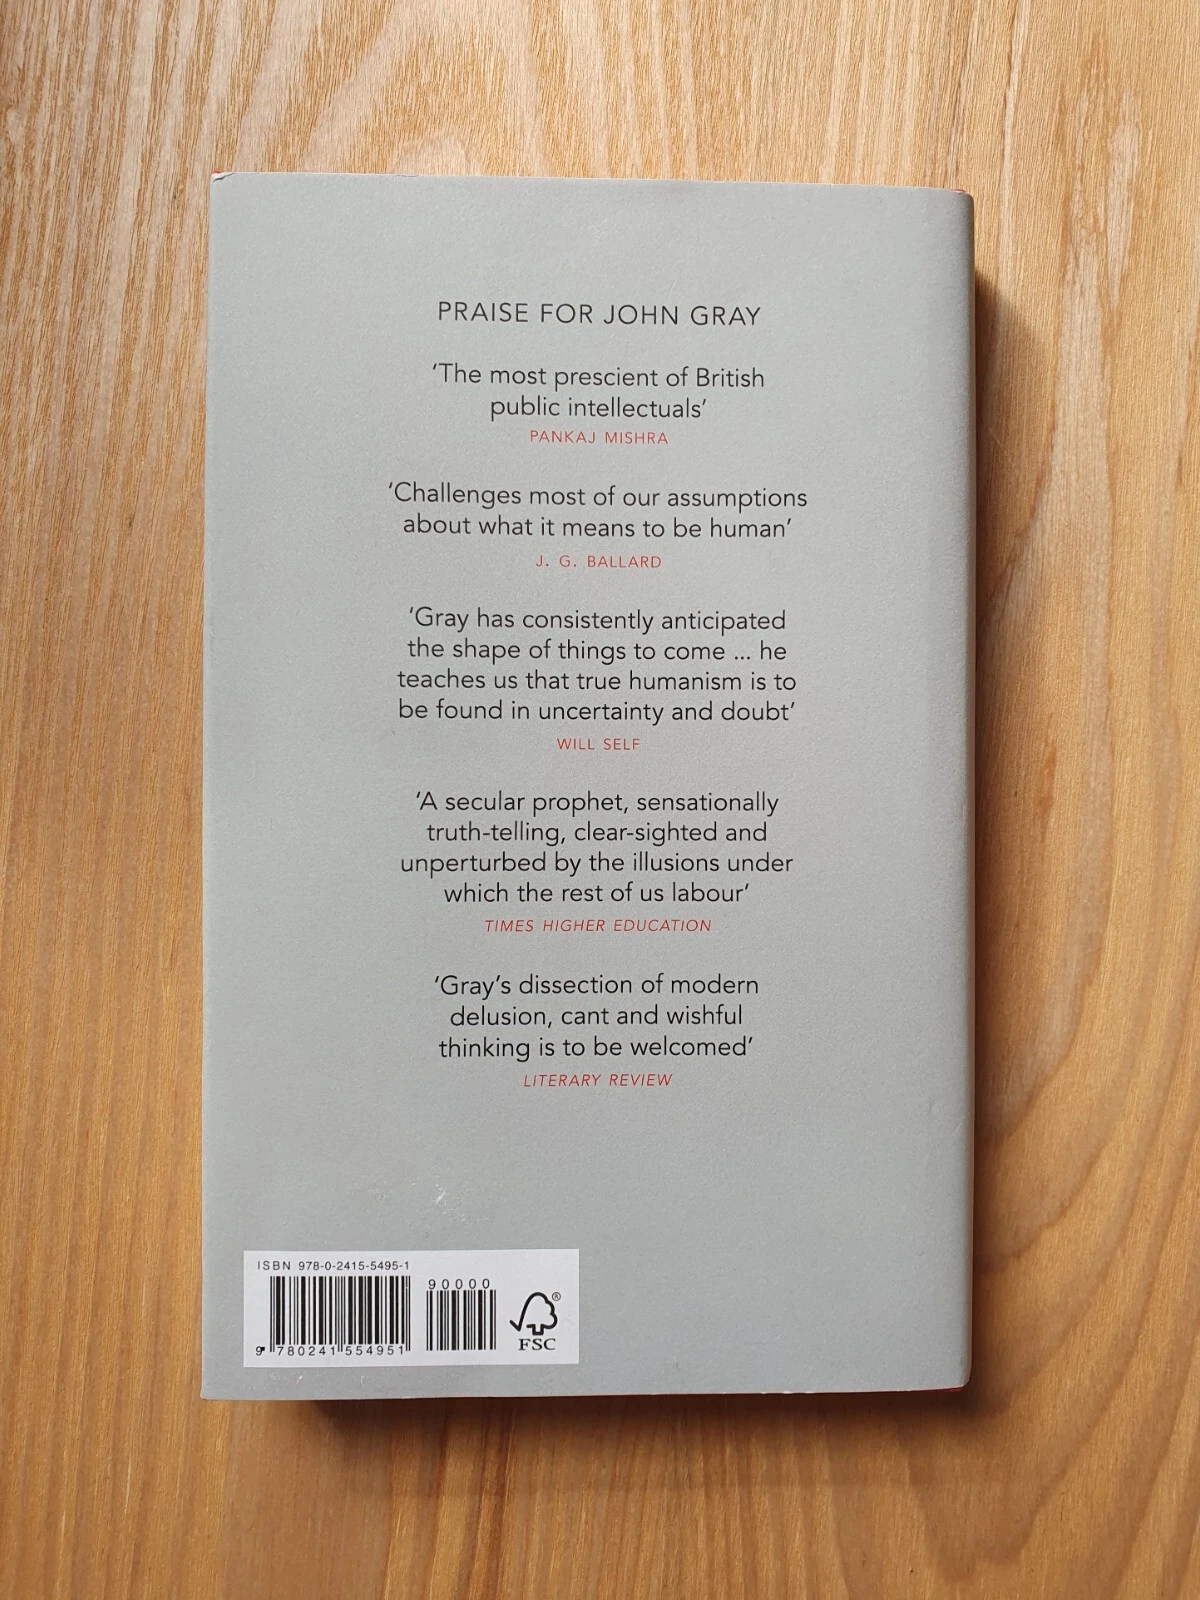 PRAISE FOR JOHN GRAY
‘The most prescient of British
public intellectuals’
PANKAJ MISHRA
‘Challenges most of our assumptions
about what it means to be human’
J. G. BALLARD
‘Gray has consistently anticipated
the shape of things to come ... he
teaches us that true humanism is to
be found in uncertainty and doubt’
WILL SELF
‘A secular prophet, sensationally
truth-telling, clear-sighted and
unperturbed by the illusions under
which the rest of us labour’
TIMES HIGHER EDUCATION
‘Gray’s dissection of modern
delusion, cant and wishful
thinking is to be welcomed’
LITERARY REVIEW
ISBN 978-0-2415-5495-1
90000
9 780241 554951
®
FSC